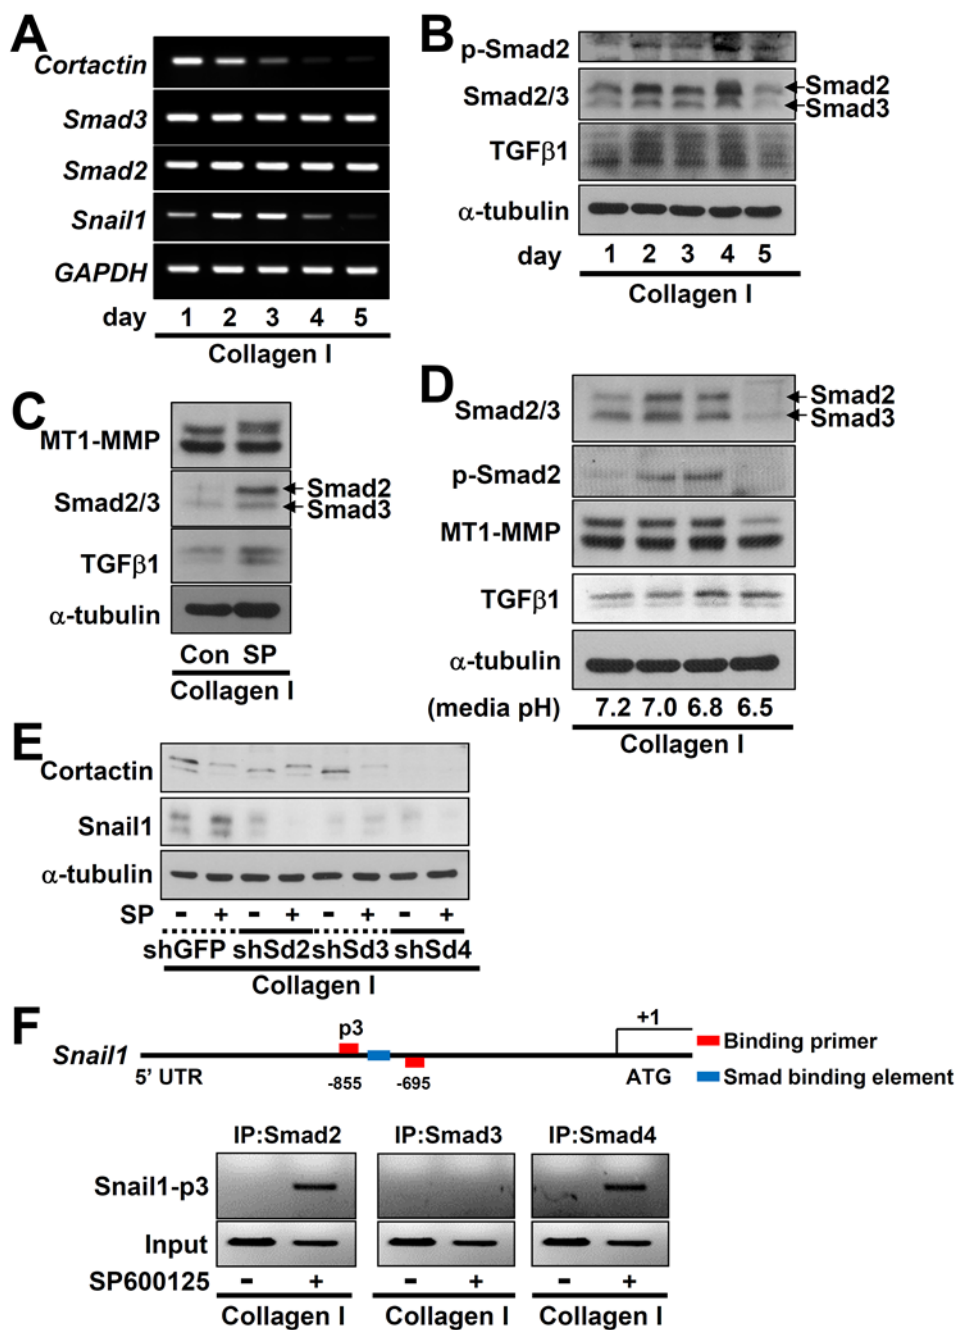 A
Cortactin
Smad3
Smad2
Snail1
GAPDH
day 1 2 3 4 5
Collagen I
B
p-Smad2
Smad2/3
Smad2
Smad3
TGFβ1
α-tubulin
day 1 2 3 4 5
Collagen I
C
MT1-MMP
Smad2/3
Smad2
Smad3
TGFβ1
α-tubulin
Con SP
Collagen I
D
Smad2/3
Smad2
Smad3
p-Smad2
MT1-MMP
TGFβ1
α-tubulin
(media pH) 7.2 7.0 6.8 6.5
Collagen I
E
Cortactin
Snail1
α-tubulin
SP - + - + - + - +
shGFP shSd2 shSd3 shSd4
Collagen I
F
p3
+1
Snail1
Binding primer
5' UTR
-855
-695
ATG
Smad binding element
IP:Smad2 IP:Smad3 IP:Smad4
Snail1-p3
Input
SP600125 - + - + - +
Collagen I Collagen I Collagen I